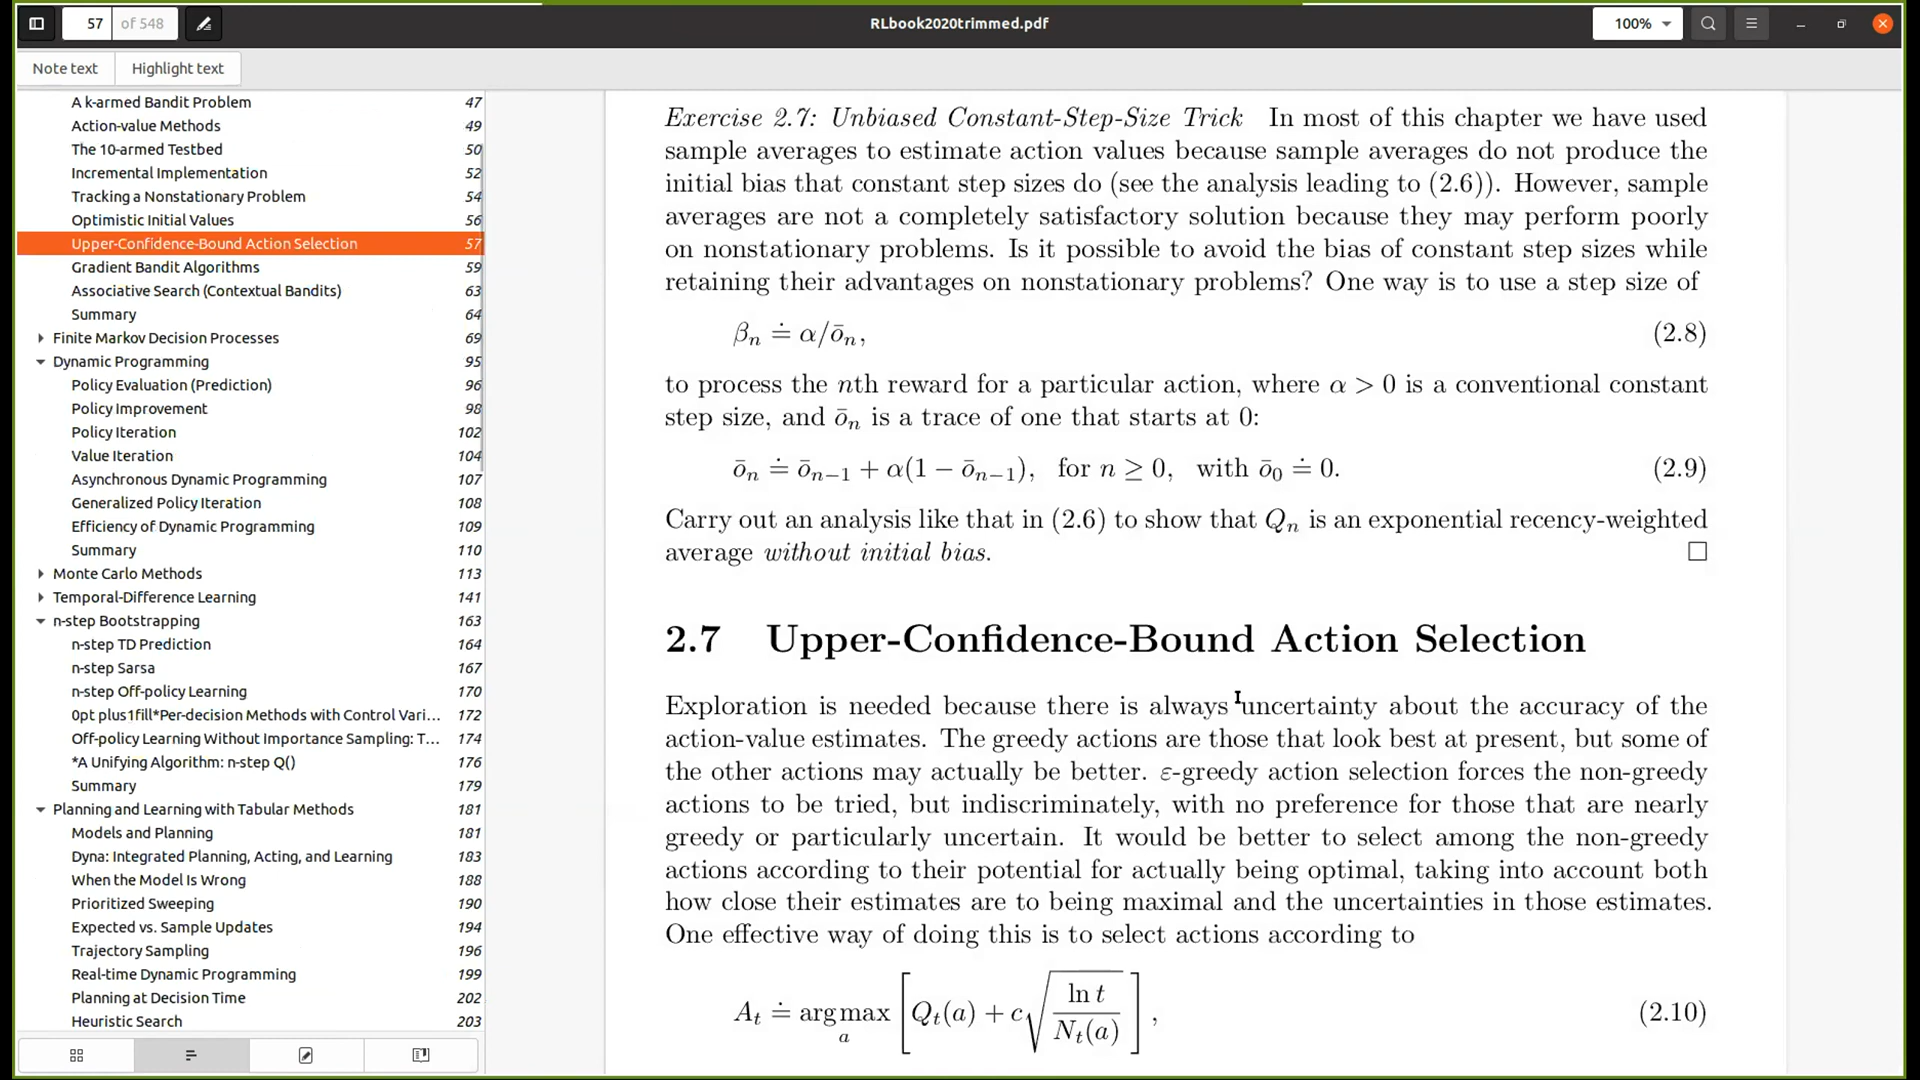 57 of 548
RLbook2020trimmed.pdf
100%
Note text
Highlight text
A k-armed Bandit Problem 47
Action-value Methods 49
The 10-armed Testbed 50
Incremental Implementation 52
Tracking a Nonstationary Problem 54
Optimistic Initial Values 56
Upper-Confidence-Bound Action Selection 57
Gradient Bandit Algorithms 59
Associative Search (Contextual Bandits) 63
Summary 64
Finite Markov Decision Processes 69
Dynamic Programming 95
Policy Evaluation (Prediction) 96
Policy Improvement 98
Policy Iteration 102
Value Iteration 104
Asynchronous Dynamic Programming 107
Generalized Policy Iteration 108
Efficiency of Dynamic Programming 109
Summary 110
Monte Carlo Methods 113
Temporal-Difference Learning 141
n-step Bootstrapping 163
n-step TD Prediction 164
n-step Sarsa 167
n-step Off-policy Learning 170
0pt plus1fill*Per-decision Methods with Control Vari... 172
Off-policy Learning Without Importance Sampling: T... 174
*A Unifying Algorithm: n-step Q() 176
Summary 179
Planning and Learning with Tabular Methods 181
Models and Planning 181
Dyna: Integrated Planning, Acting, and Learning 183
When the Model Is Wrong 188
Prioritized Sweeping 190
Expected vs. Sample Updates 194
Trajectory Sampling 196
Real-time Dynamic Programming 199
Planning at Decision Time 202
Heuristic Search 203
Exercise 2.7: Unbiased Constant-Step-Size Trick In most of this chapter we have used
sample averages to estimate action values because sample averages do not produce the
initial bias that constant step sizes do (see the analysis leading to (2.6)). However, sample
averages are not a completely satisfactory solution because they may perform poorly
on nonstationary problems. Is it possible to avoid the bias of constant step sizes while
retaining their advantages on nonstationary problems? One way is to use a step size of
βₙ ≐ α/ōₙ, (2.8)
to process the nth reward for a particular action, where α > 0 is a conventional constant
step size, and ōₙ is a trace of one that starts at 0:
ōₙ ≐ ōₙ₋₁ + α(1 − ōₙ₋₁), for n ≥ 0, with ō₀ ≐ 0. (2.9)
Carry out an analysis like that in (2.6) to show that Qₙ is an exponential recency-weighted
average without initial bias. □
2.7 Upper-Confidence-Bound Action Selection
Exploration is needed because there is always uncertainty about the accuracy of the
action-value estimates. The greedy actions are those that look best at present, but some of
the other actions may actually be better. ε-greedy action selection forces the non-greedy
actions to be tried, but indiscriminately, with no preference for those that are nearly
greedy or particularly uncertain. It would be better to select among the non-greedy
actions according to their potential for actually being optimal, taking into account both
how close their estimates are to being maximal and the uncertainties in those estimates.
One effective way of doing this is to select actions according to
Aₜ ≐ argmax a [ Qₜ(a) + c √( ln t / Nₜ(a) ) ], (2.10)